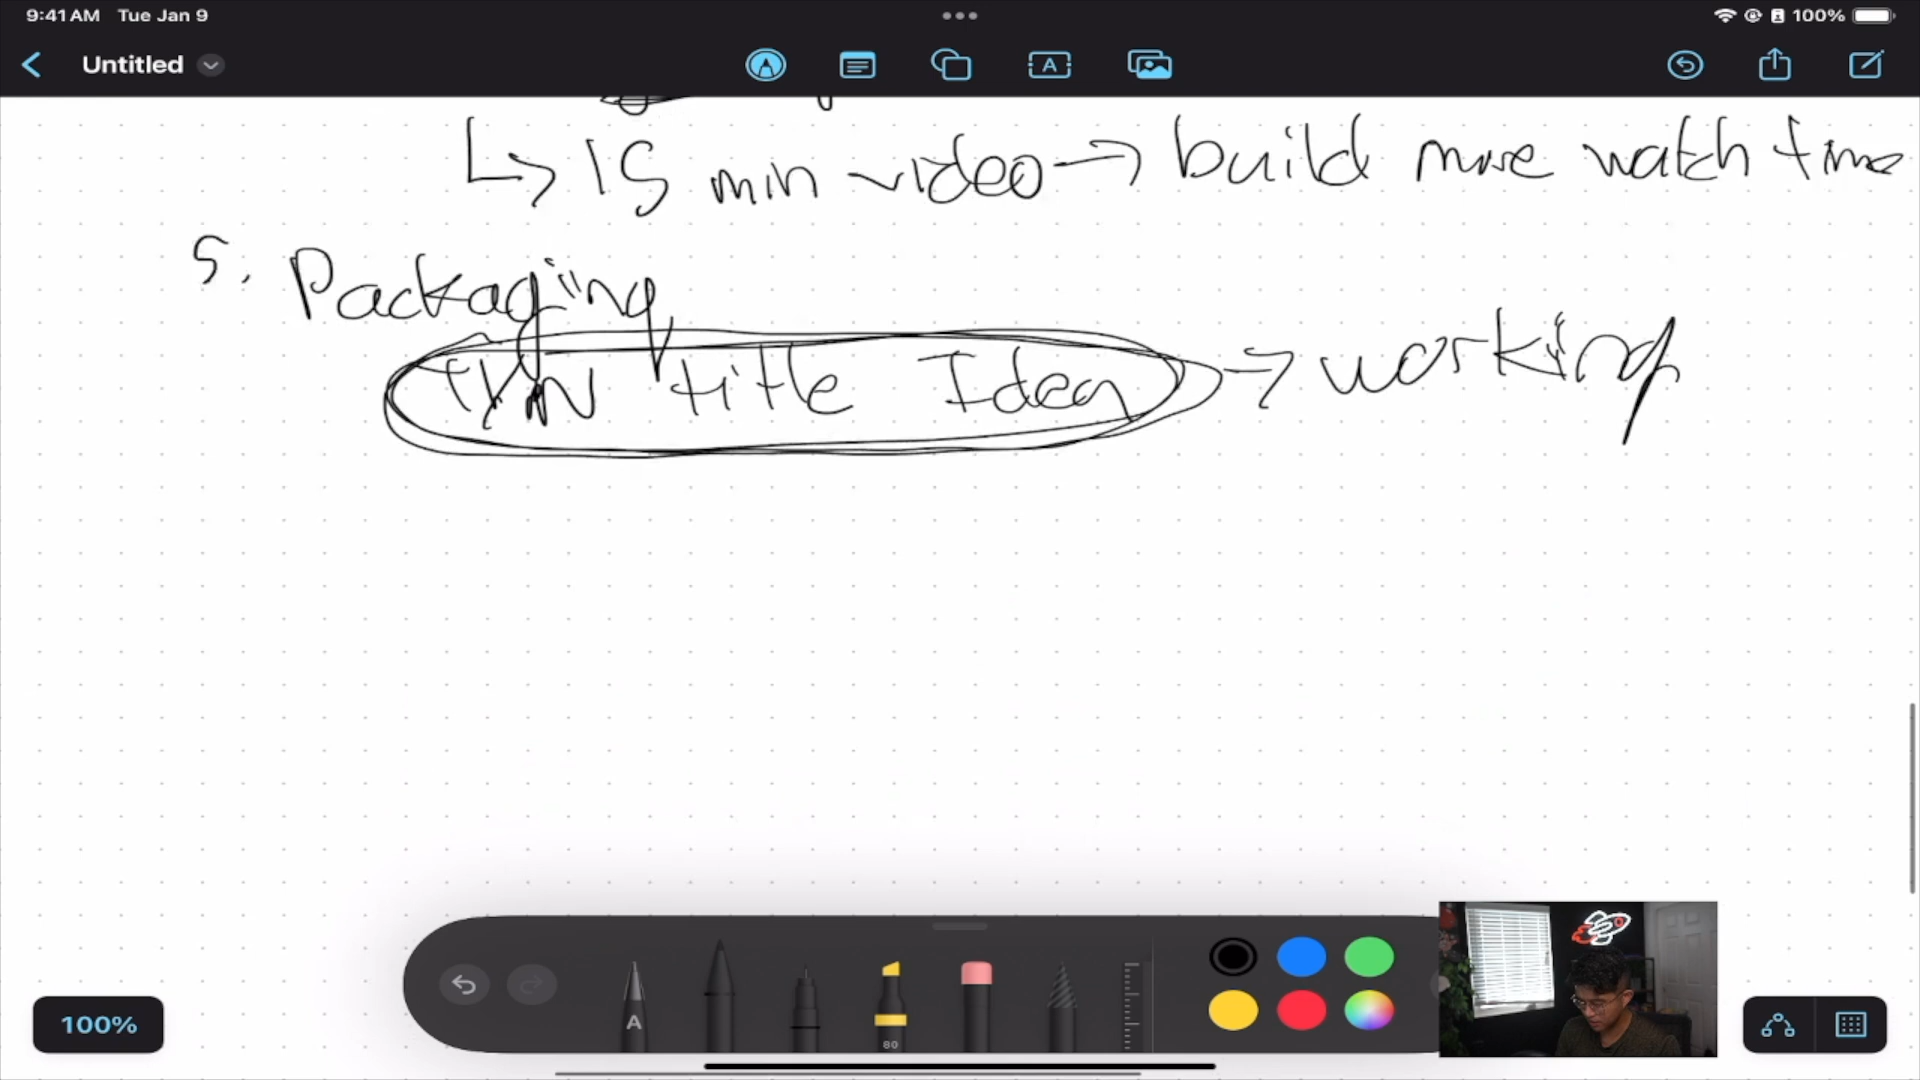 9:41 AM Tue Jan 9
100%
Untitled
A
15 min video → build more watch time
5. Packaging
title Idea → working
A
80
100%